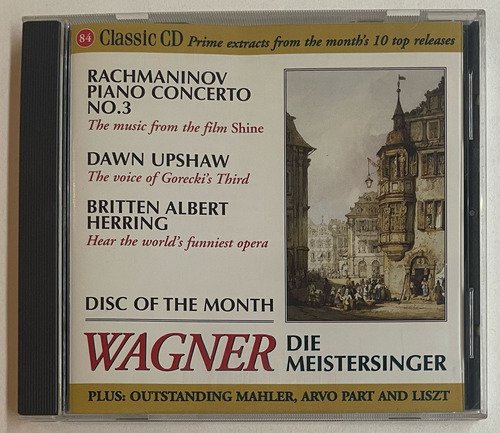 84 Classic CD Prime extracts from the month's 10 top releases
RACHMANINOV
PIANO CONCERTO
NO.3
The music from the film Shine
DAWN UPSHAW
The voice of Gorecki's Third
BRITTEN ALBERT
HERRING
Hear the world's funniest opera
DISC OF THE MONTH
WAGNER DIE
MEISTERSINGER
PLUS: OUTSTANDING MAHLER, ARVO PART AND LISZT